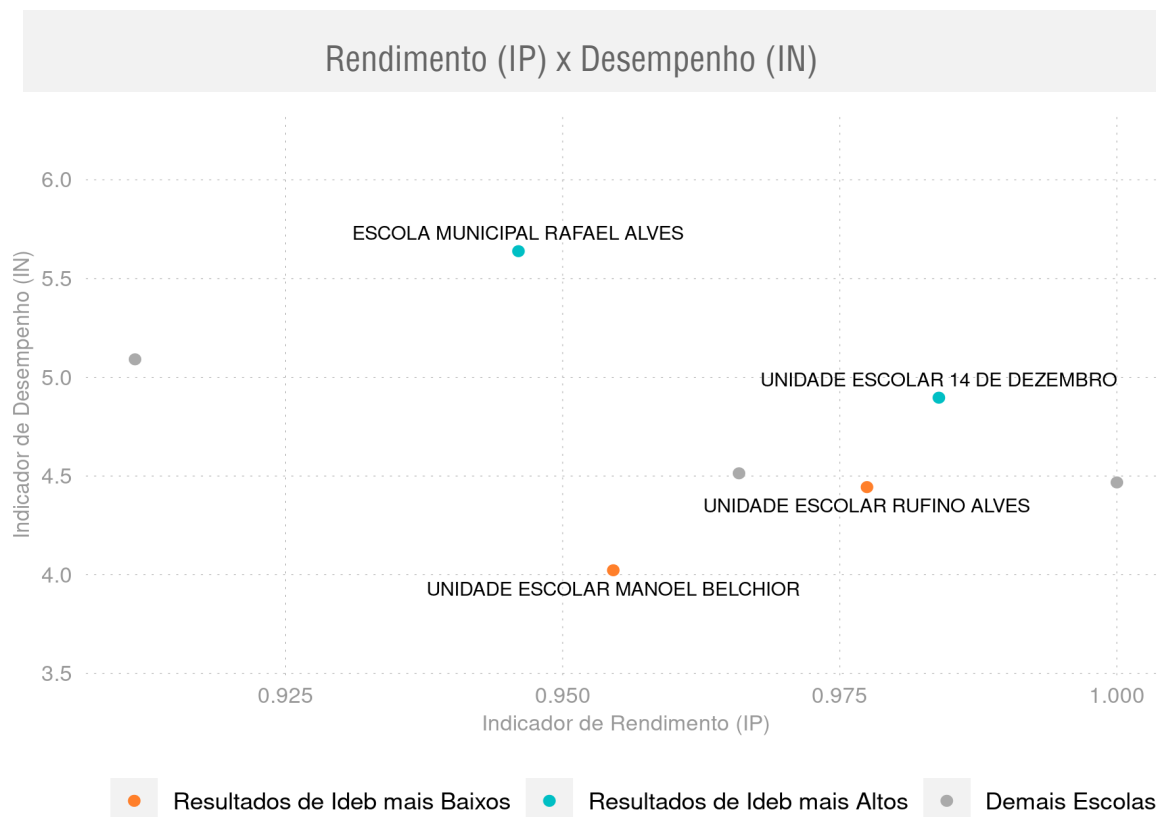 Rendimento (IP) x Desempenho (IN)
6.0
ESCOLA MUNICIPAL RAFAEL ALVES
5.5
Indicador de Desempenho (IN)
5.0
UNIDADE ESCOLAR 14 DE DEZEMBRO
4.5
UNIDADE ESCOLAR RUFINO ALVES
4.0
UNIDADE ESCOLAR MANOEL BELCHIOR
3.5
0.925 0.950 0.975 1.000
Indicador de Rendimento (IP)
Resultados de Ideb mais Baixos Resultados de Ideb mais Altos Demais Escolas